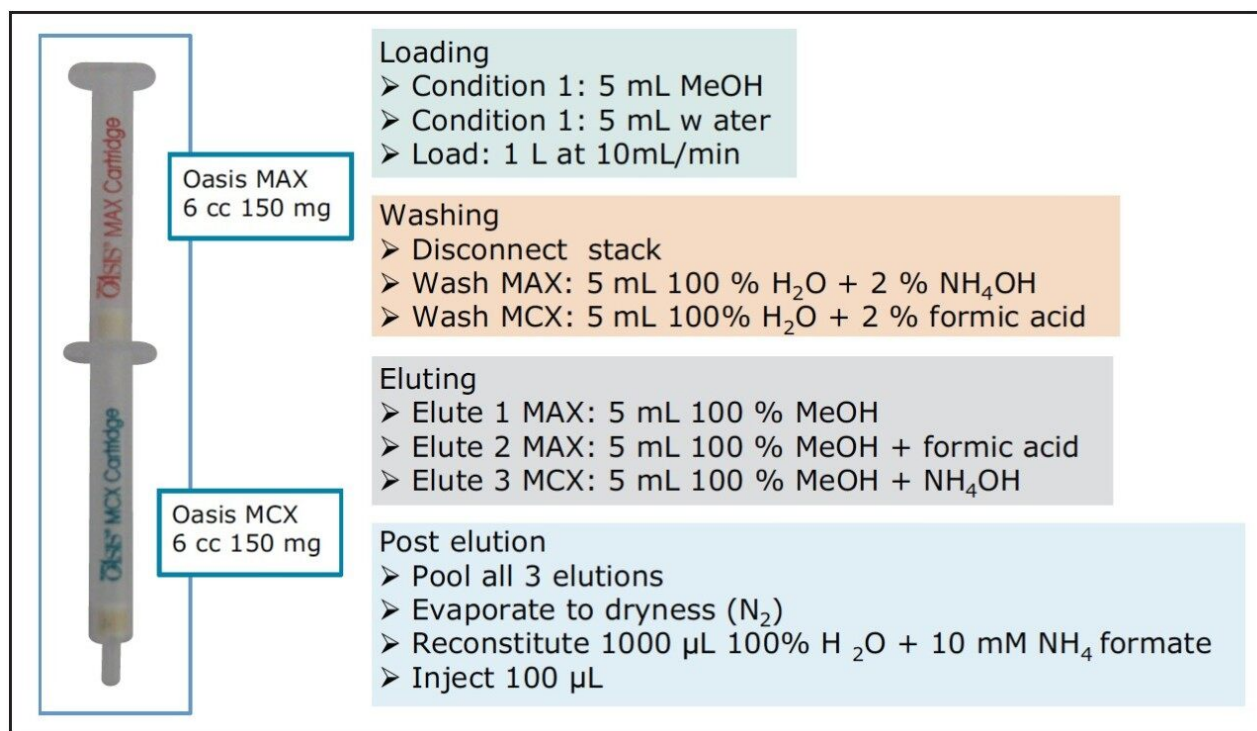 Oasis® MAX Cartridge
Oasis® MCX Cartridge
Oasis MAX
6 cc 150 mg
Oasis MCX
6 cc 150 mg
Loading
➢ Condition 1: 5 mL MeOH
➢ Condition 1: 5 mL w ater
➢ Load: 1 L at 10mL/min
Washing
➢ Disconnect stack
➢ Wash MAX: 5 mL 100 % H₂O + 2 % NH₄OH
➢ Wash MCX: 5 mL 100% H₂O + 2 % formic acid
Eluting
➢ Elute 1 MAX: 5 mL 100 % MeOH
➢ Elute 2 MAX: 5 mL 100 % MeOH + formic acid
➢ Elute 3 MCX: 5 mL 100 % MeOH + NH₄OH
Post elution
➢ Pool all 3 elutions
➢ Evaporate to dryness (N₂)
➢ Reconstitute 1000 µL 100% H ₂O + 10 mM NH₄ formate
➢ Inject 100 µL